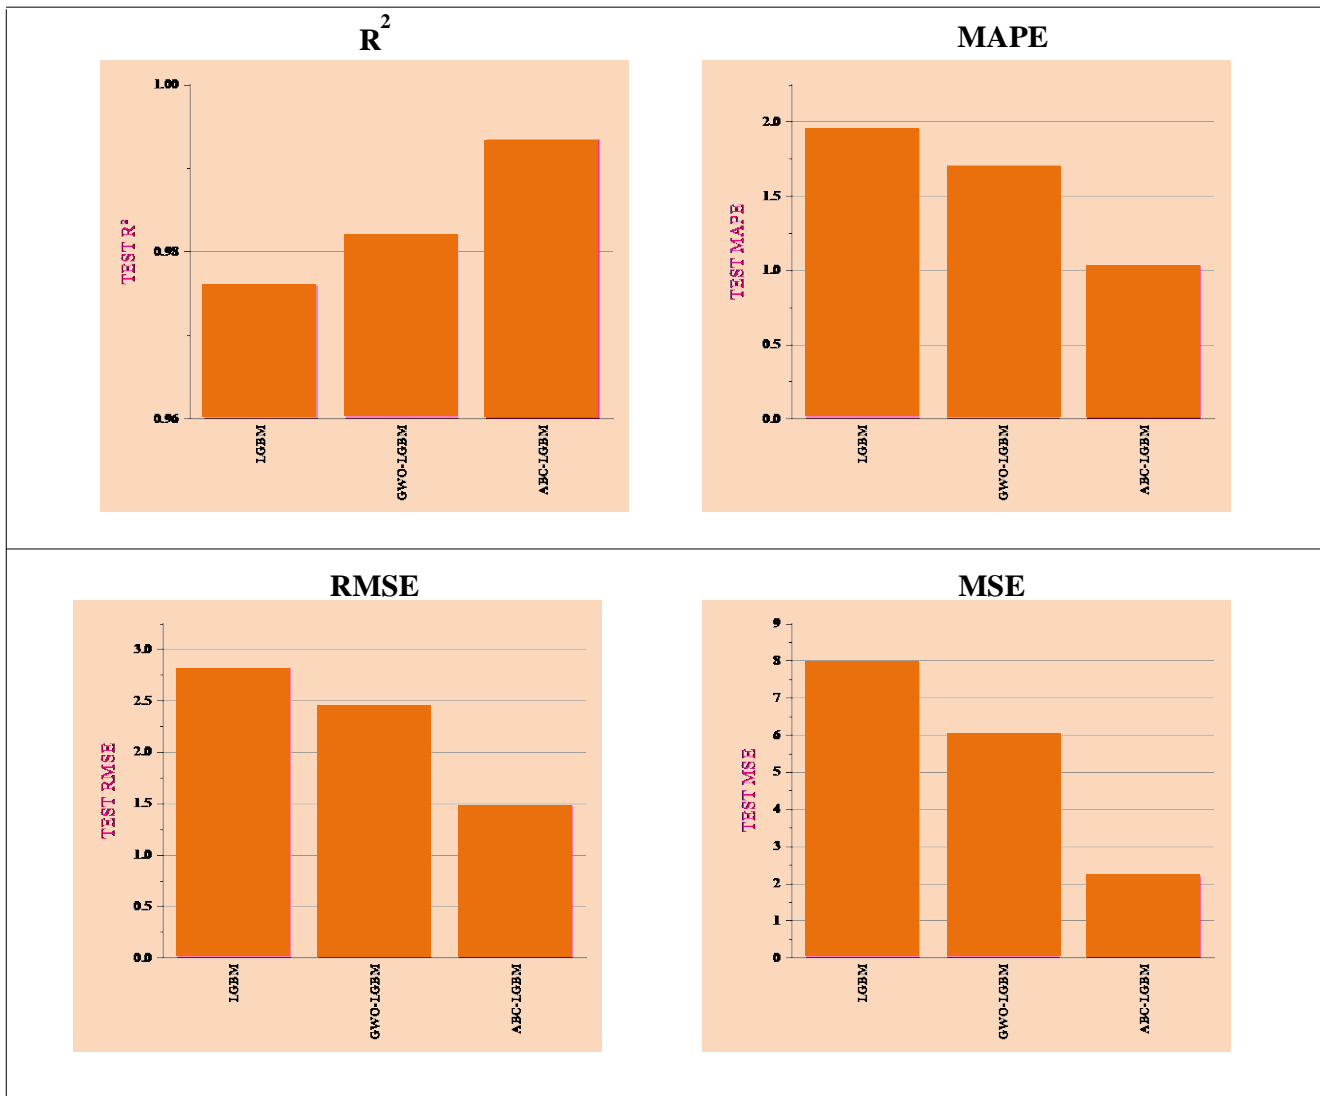 R²
MAPE
1.00
0.98
0.96
TEST R²
LGBM
GWO-LGBM
ABC-LGBM
2.0
1.5
1.0
0.5
0.0
TEST MAPE
LGBM
GWO-LGBM
ABC-LGBM
RMSE
MSE
3.0
2.5
2.0
1.5
1.0
0.5
0.0
TEST RMSE
LGBM
GWO-LGBM
ABC-LGBM
9
8
7
6
5
4
3
2
1
0
TEST MSE
LGBM
GWO-LGBM
ABC-LGBM